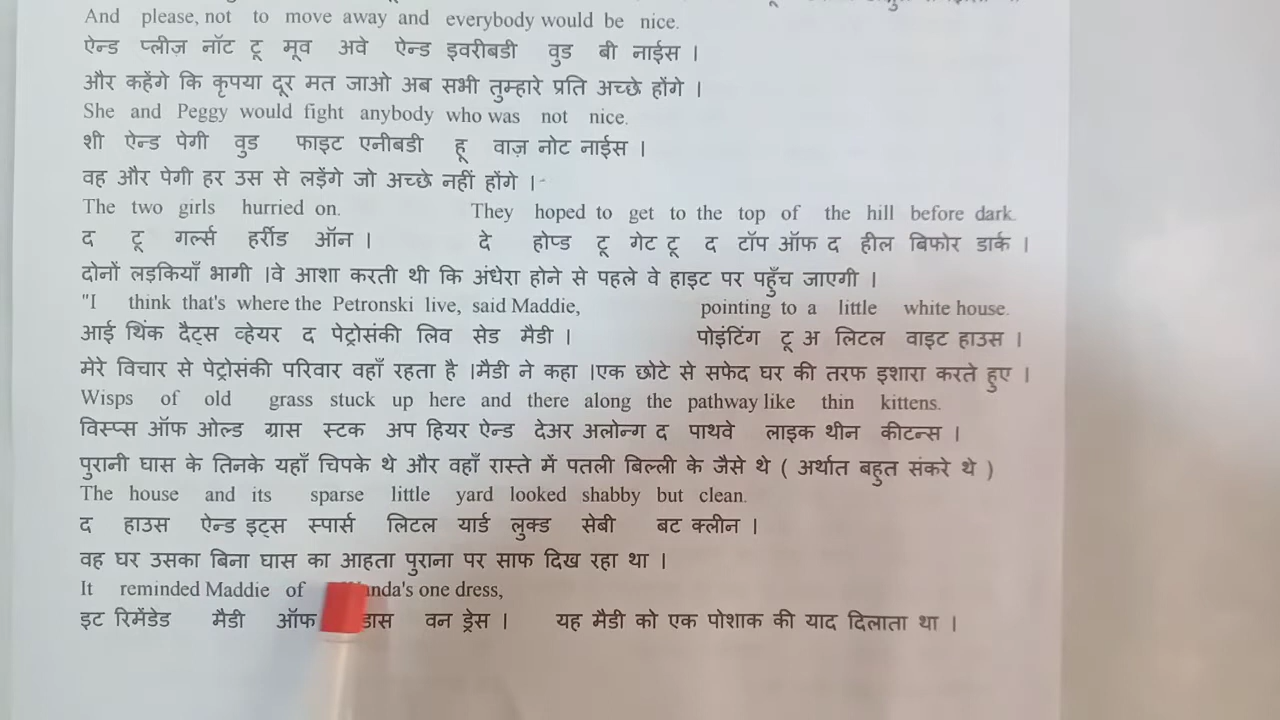 And please, not to move away and everybody would be nice.
ऐन्ड प्लीज़ नॉट टू मूव अवे ऐन्ड इवरीबडी वुड बी नाईस ।
और कहेंगे कि कृपया दूर मत जाओ अब सभी तुम्हारे प्रति अच्छे होंगे ।
She and Peggy would fight anybody who was not nice.
शी ऐन्ड पेगी वुड फाइट एनीबडी हू वाज़ नोट नाईस ।
वह और पेगी हर उस से लड़ेंगे जो अच्छे नहीं होंगे ।
The two girls hurried on. They hoped to get to the top of the hill before dark.
द टू गर्ल्स हर्रीड ऑन । दे होप्ड टू गेट टू द टॉप ऑफ द हील बिफोर डार्क ।
दोनों लड़कियाँ भागी ।वे आशा करती थी कि अंधेरा होने से पहले वे हाइट पर पहुँच जाएगी ।
"I think that's where the Petronski live, said Maddie, pointing to a little white house.
आई थिंक दैट्स व्हेयर द पेट्रोसंकी लिव सेड मैडी । पोइंटिंग टू अ लिटल वाइट हाउस ।
मेरे विचार से पेट्रोसंकी परिवार वहाँ रहता है ।मैडी ने कहा ।एक छोटे से सफेद घर की तरफ इशारा करते हुए ।
Wisps of old grass stuck up here and there along the pathway like thin kittens.
विस्प्स ऑफ ओल्ड ग्रास स्टक अप हियर ऐन्ड देअर अलोन्ग द पाथवे लाइक थीन कीटन्स ।
पुरानी घास के तिनके यहाँ चिपके थे और वहाँ रास्ते में पतली बिल्ली के जैसे थे ( अर्थात बहुत संकरे थे )
The house and its sparse little yard looked shabby but clean.
द हाउस ऐन्ड इट्स स्पार्स लिटल यार्ड लुक्ड सेबी बट क्लीन ।
वह घर उसका बिना घास का आहता पुराना पर साफ दिख रहा था ।
It reminded Maddie of one dress,
इट रिमेंडेड मैडी ऑफ वन ड्रेस । यह मैडी को एक पोशाक की याद दिलाता था ।